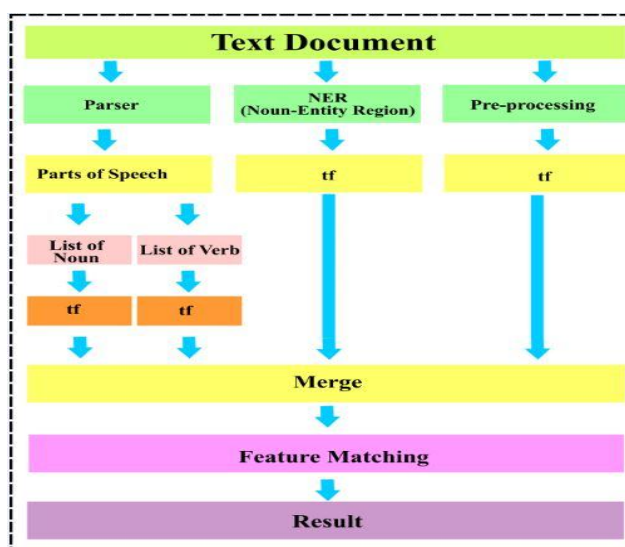 Text Document
Parser
NER
(Noun-Entity Region)
Pre-processing
Parts of Speech
tf
tf
List of
Noun
List of Verb
tf
tf
Merge
Feature Matching
Result